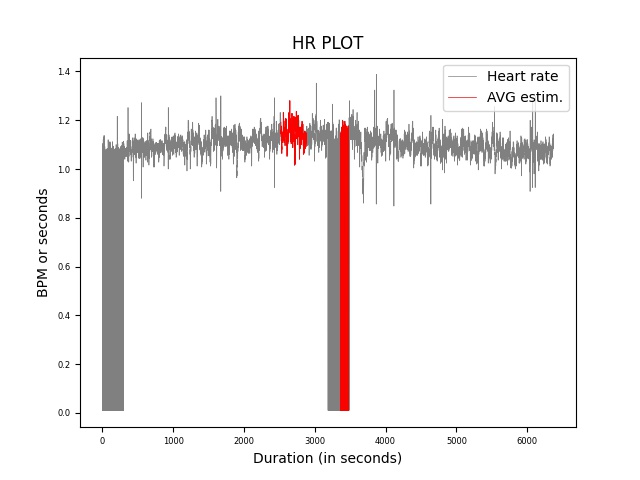 HR PLOT
Heart rate
AVG estim.
1.4
1.2
1.0
0.8
0.6
0.4
0.2
0.0
BPM or seconds
0 1000 2000 3000 4000 5000 6000
Duration (in seconds)